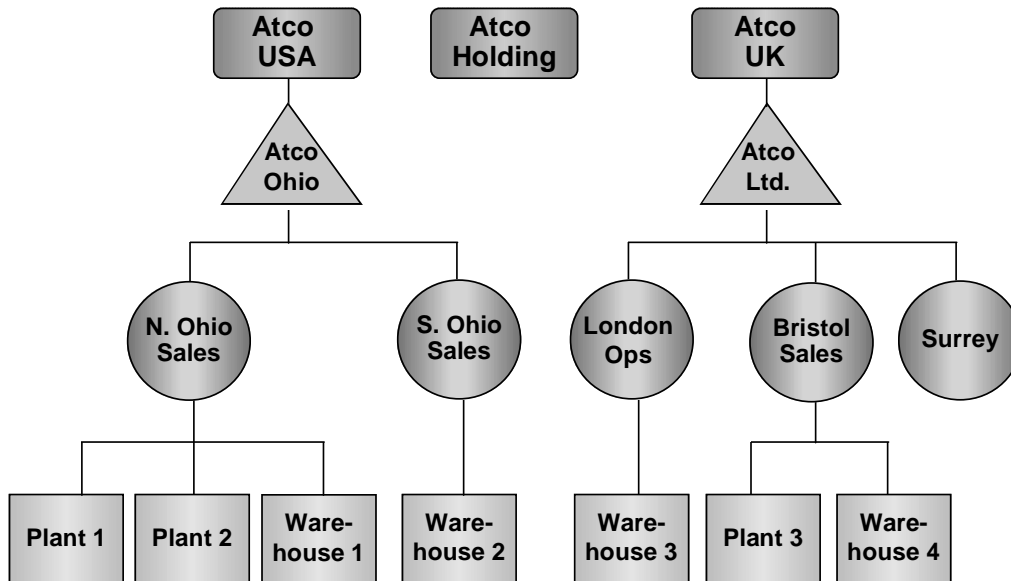 Atco
USA
Atco
Holding
Atco
UK
Atco
Ohio
Atco
Ltd.
N. Ohio
Sales
S. Ohio
Sales
London
Ops
Bristol
Sales
Surrey
Plant 1
Plant 2
Ware-
house 1
Ware-
house 2
Ware-
house 3
Plant 3
Ware-
house 4